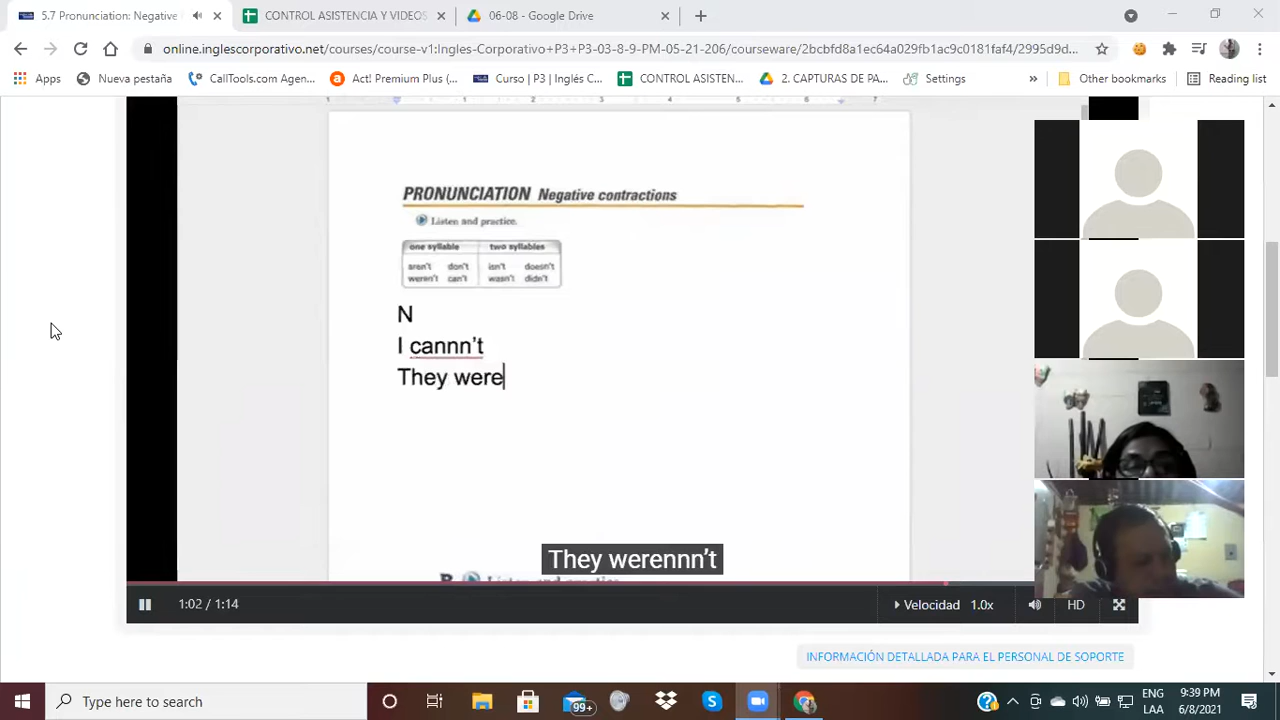 5.7 Pronunciation: Negative
CONTROL ASISTENCIA Y VIDEOS
06-08 - Google Drive
online.inglescorporativo.net/courses/course-v1:Ingles-Corporativo+P3+P3-03-8-9-PM-05-21-206/courseware/2bcbfd8a1ec64a029fb1ac9c0181faf4/2995d9d...
Apps
Nueva pestaña
CallTools.com Agen...
Act! Premium Plus (...
Curso | P3 | Inglés C...
CONTROL ASISTEN...
2. CAPTURAS DE PA...
Settings
»
Other bookmarks
Reading list
PRONUNCIATION Negative contractions
Listen and practice.
one syllable two syllables
aren't don't isn't doesn't
weren't can't wasn't didn't
N
I cannn't
They were
They werennn't
1:02 / 1:14
Velocidad 1.0x
HD
INFORMACIÓN DETALLADA PARA EL PERSONAL DE SOPORTE
Type here to search
99+
ENG
LAA
9:39 PM
6/8/2021